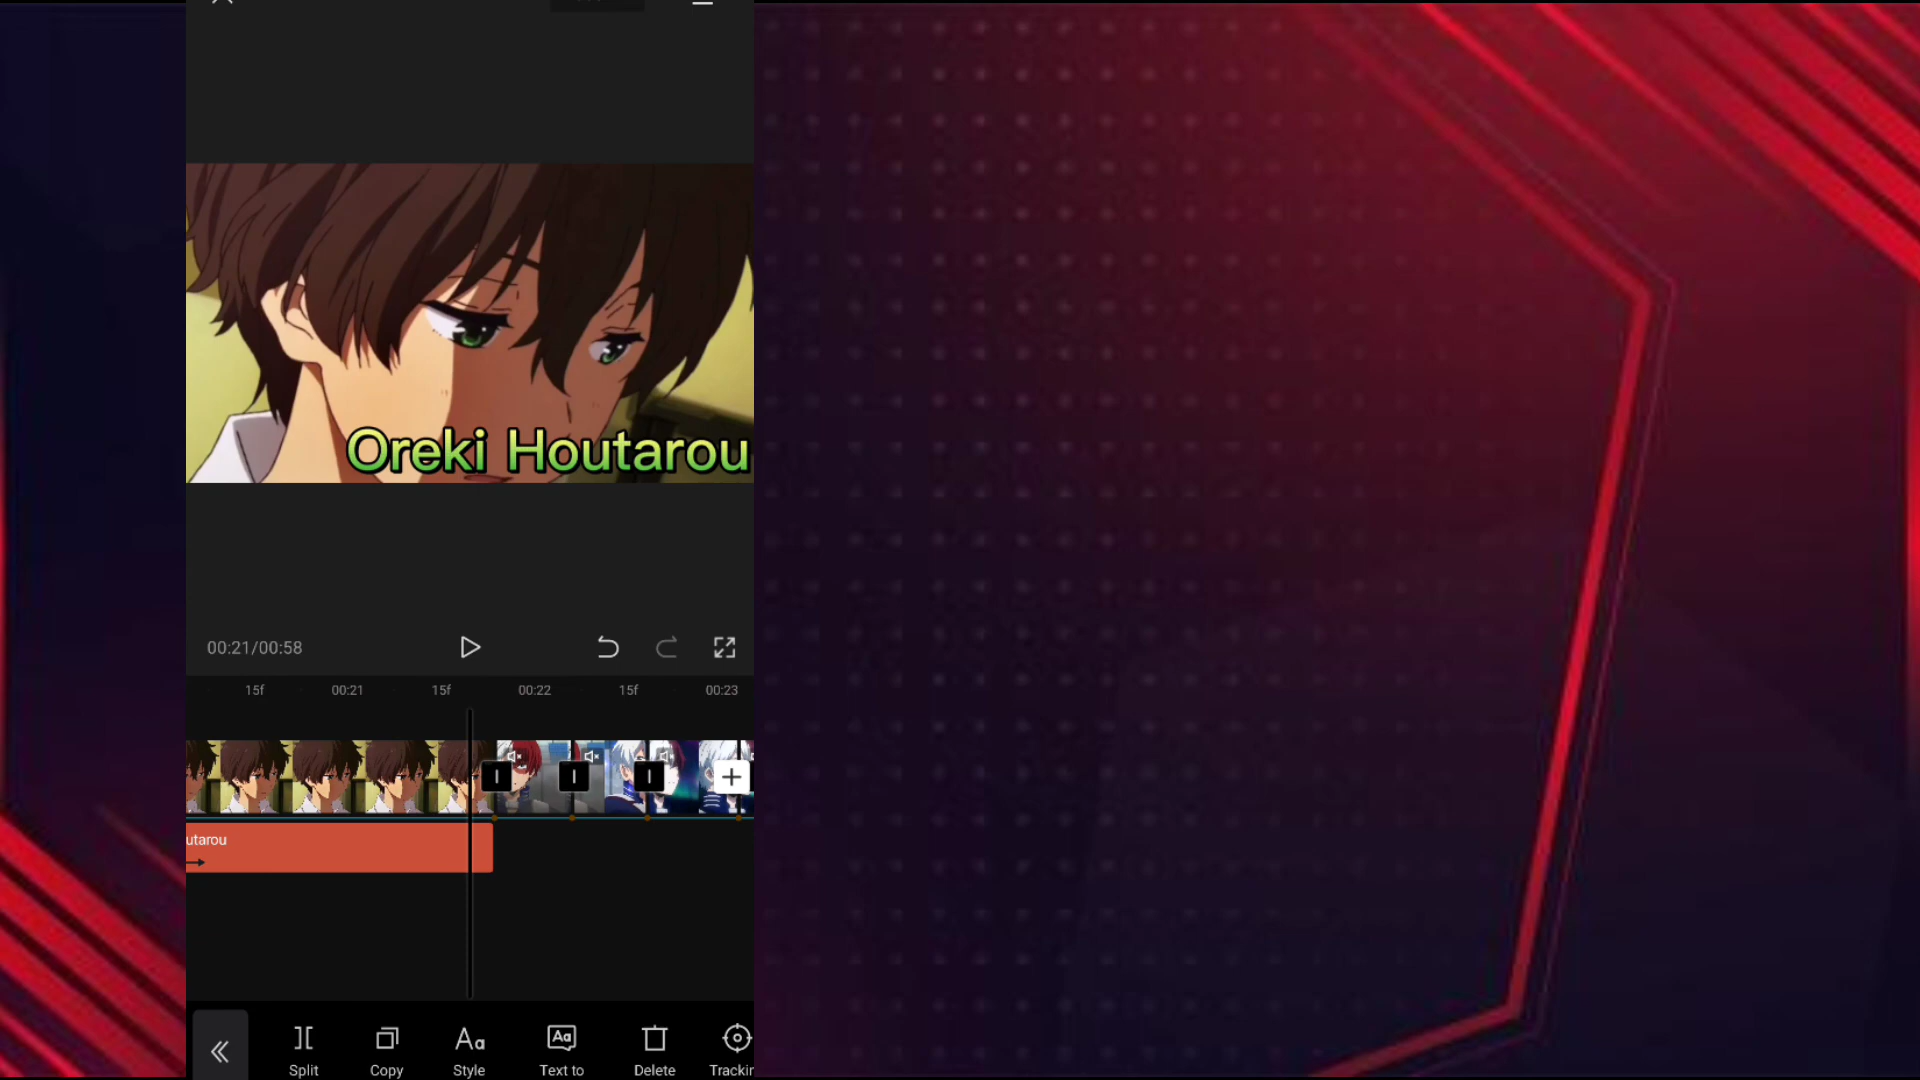 Oreki Houtarou
00:21/00:58
15f 00:21 15f 00:22 15f 00:23
utarou
Split Copy Style Text to Delete Trackin